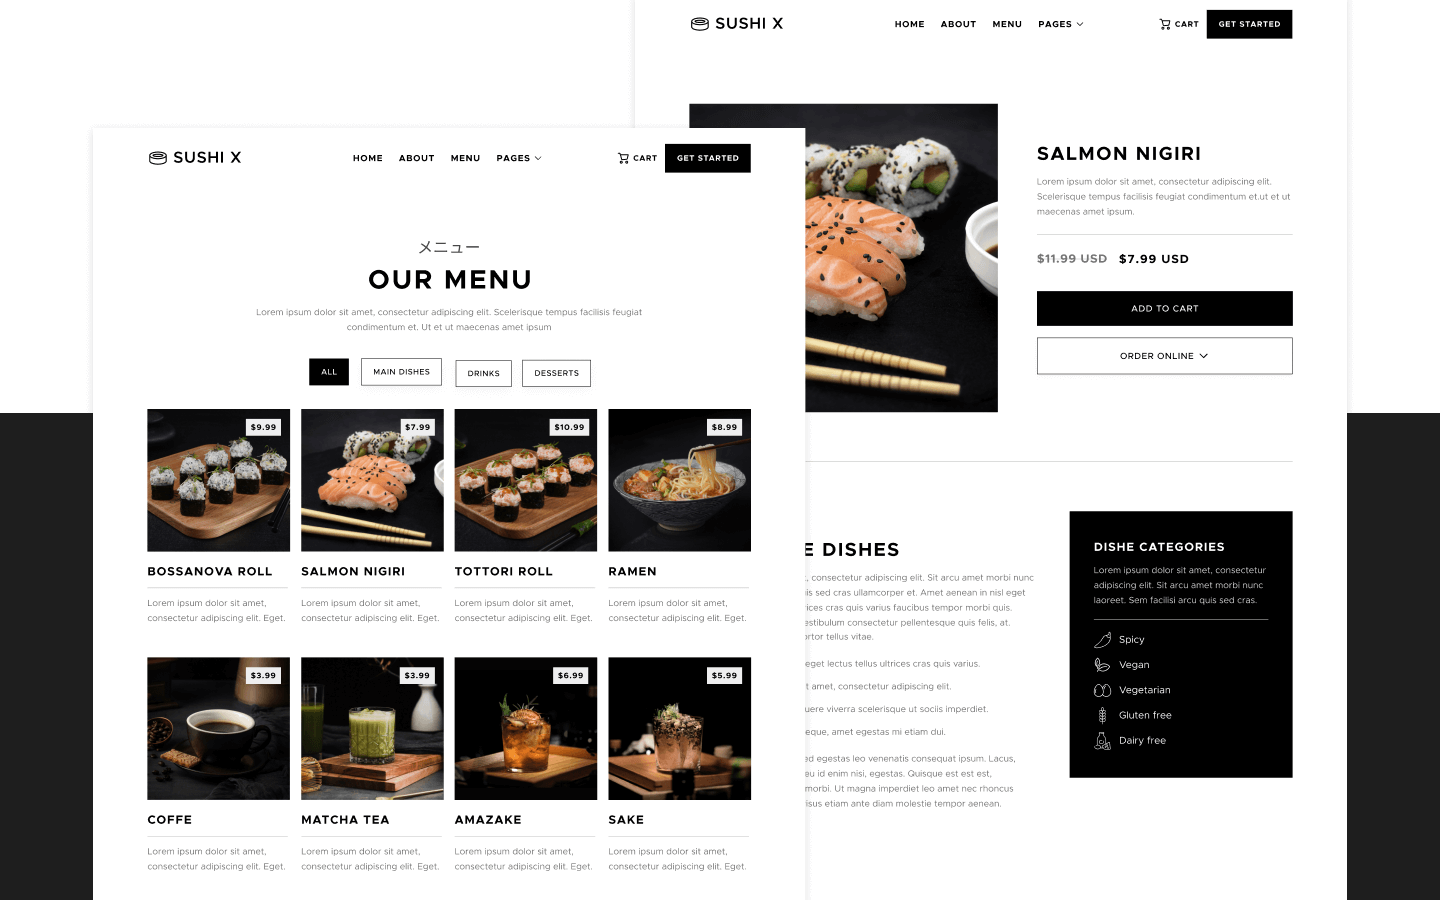 SUSHI X
HOME ABOUT MENU PAGES
CART
GET STARTED
SALMON NIGIRI
Lorem ipsum dolor sit amet, consectetur adipiscing elit.
Scelerisque tempus facilisis feugiat condimentum et.ut et ut
maecenas amet ipsum.
$11.99 USD $7.99 USD
ADD TO CART
ORDER ONLINE
DISHES
, consectetur adipiscing elit. Sit arcu amet morbi nunc
sed cras ullamcorper et. Amet aenean in nisl eget
cras quis varius faucibus tempor morbi quis.
consectetur pellentesque quis felis, at.
tellus vitae.
eget lectus tellus ultrices cras quis varius.
amet, consectetur adipiscing elit.
viverra scelerisque ut sociis imperdiet.
, amet egestas mi etiam dui.
egestas leo venenatis consequat ipsum. Lacus,
eu id enim nisi, egestas. Quisque est est est,
morbi. Ut magna imperdiet leo amet nec rhoncus
etiam ante diam molestie tempor aenean.
DISHE CATEGORIES
Lorem ipsum dolor sit amet, consectetur
adipiscing elit. Sit arcu amet morbi nunc
laoreet. Sem facilisi arcu quis sed cras.
Spicy
Vegan
Vegetarian
Gluten free
Dairy free
SUSHI X
HOME ABOUT MENU PAGES
CART
GET STARTED
メニュー
OUR MENU
Lorem ipsum dolor sit amet, consectetur adipiscing elit. Scelerisque tempus facilisis feugiat
condimentum et. Ut et ut maecenas amet ipsum
ALL MAIN DISHES DRINKS DESSERTS
$9.99
BOSSANOVA ROLL
Lorem ipsum dolor sit amet,
consectetur adipiscing elit. Eget.
$7.99
SALMON NIGIRI
Lorem ipsum dolor sit amet,
consectetur adipiscing elit. Eget.
$10.99
TOTTORI ROLL
Lorem ipsum dolor sit amet,
consectetur adipiscing elit. Eget.
$8.99
RAMEN
Lorem ipsum dolor sit amet,
consectetur adipiscing elit. Eget.
$3.99
COFFE
Lorem ipsum dolor sit amet,
consectetur adipiscing elit. Eget.
$3.99
MATCHA TEA
Lorem ipsum dolor sit amet,
consectetur adipiscing elit. Eget.
$6.99
AMAZAKE
Lorem ipsum dolor sit amet,
consectetur adipiscing elit. Eget.
$5.99
SAKE
Lorem ipsum dolor sit amet,
consectetur adipiscing elit. Eget.